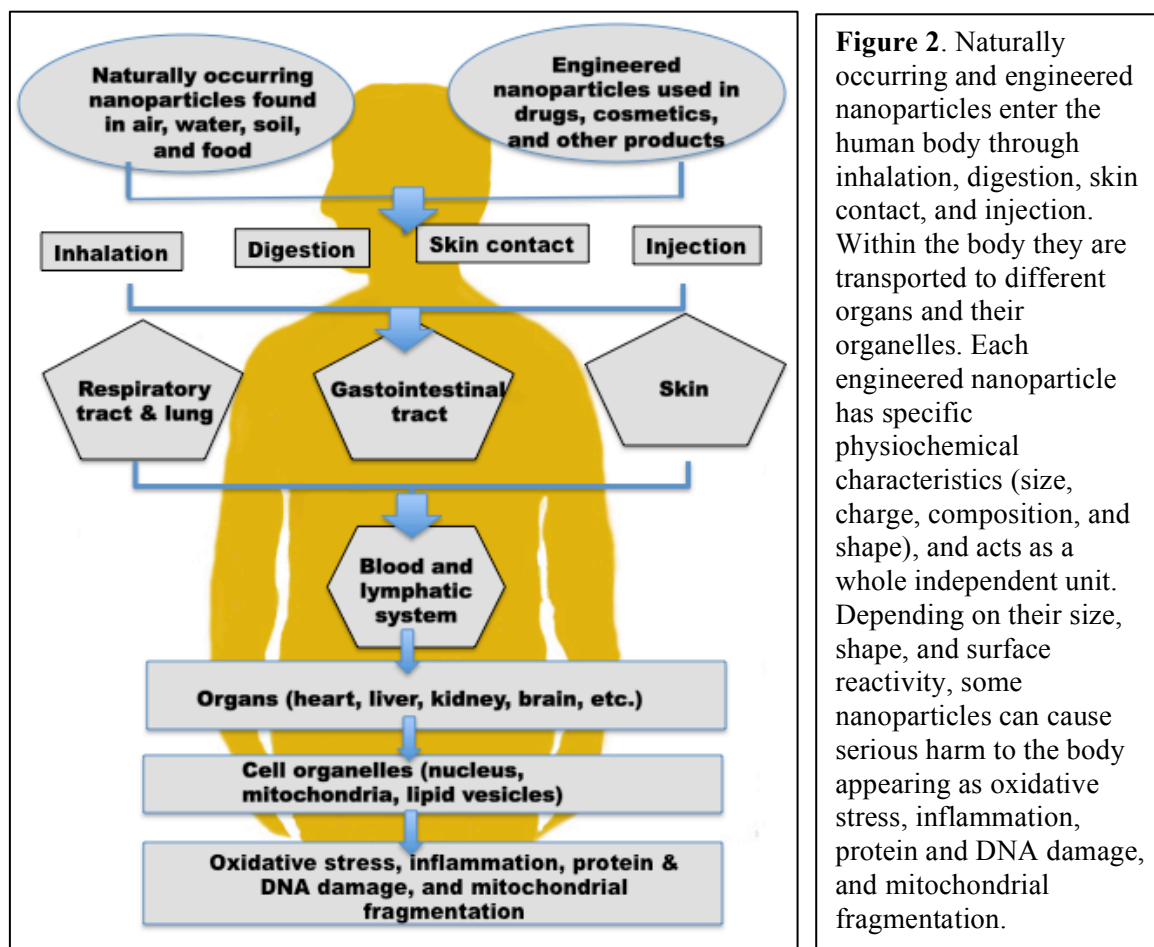 Naturally occurring
nanoparticles found
in air, water, soil,
and food
Engineered
nanoparticles used in
drugs, cosmetics,
and other products
Inhalation
Digestion
Skin contact
Injection
Respiratory
tract & lung
Gastointestinal
tract
Skin
Blood and
lymphatic
system
Organs (heart, liver, kidney, brain, etc.)
Cell organelles (nucleus,
mitochondria, lipid vesicles)
Oxidative stress, inflammation, protein &
DNA damage, and mitochondrial
fragmentation
Figure 2. Naturally
occurring and engineered
nanoparticles enter the
human body through
inhalation, digestion, skin
contact, and injection.
Within the body they are
transported to different
organs and their
organelles. Each
engineered nanoparticle
has specific
physiochemical
characteristics (size,
charge, composition, and
shape), and acts as a
whole independent unit.
Depending on their size,
shape, and surface
reactivity, some
nanoparticles can cause
serious harm to the body
appearing as oxidative
stress, inflammation,
protein and DNA damage,
and mitochondrial
fragmentation.